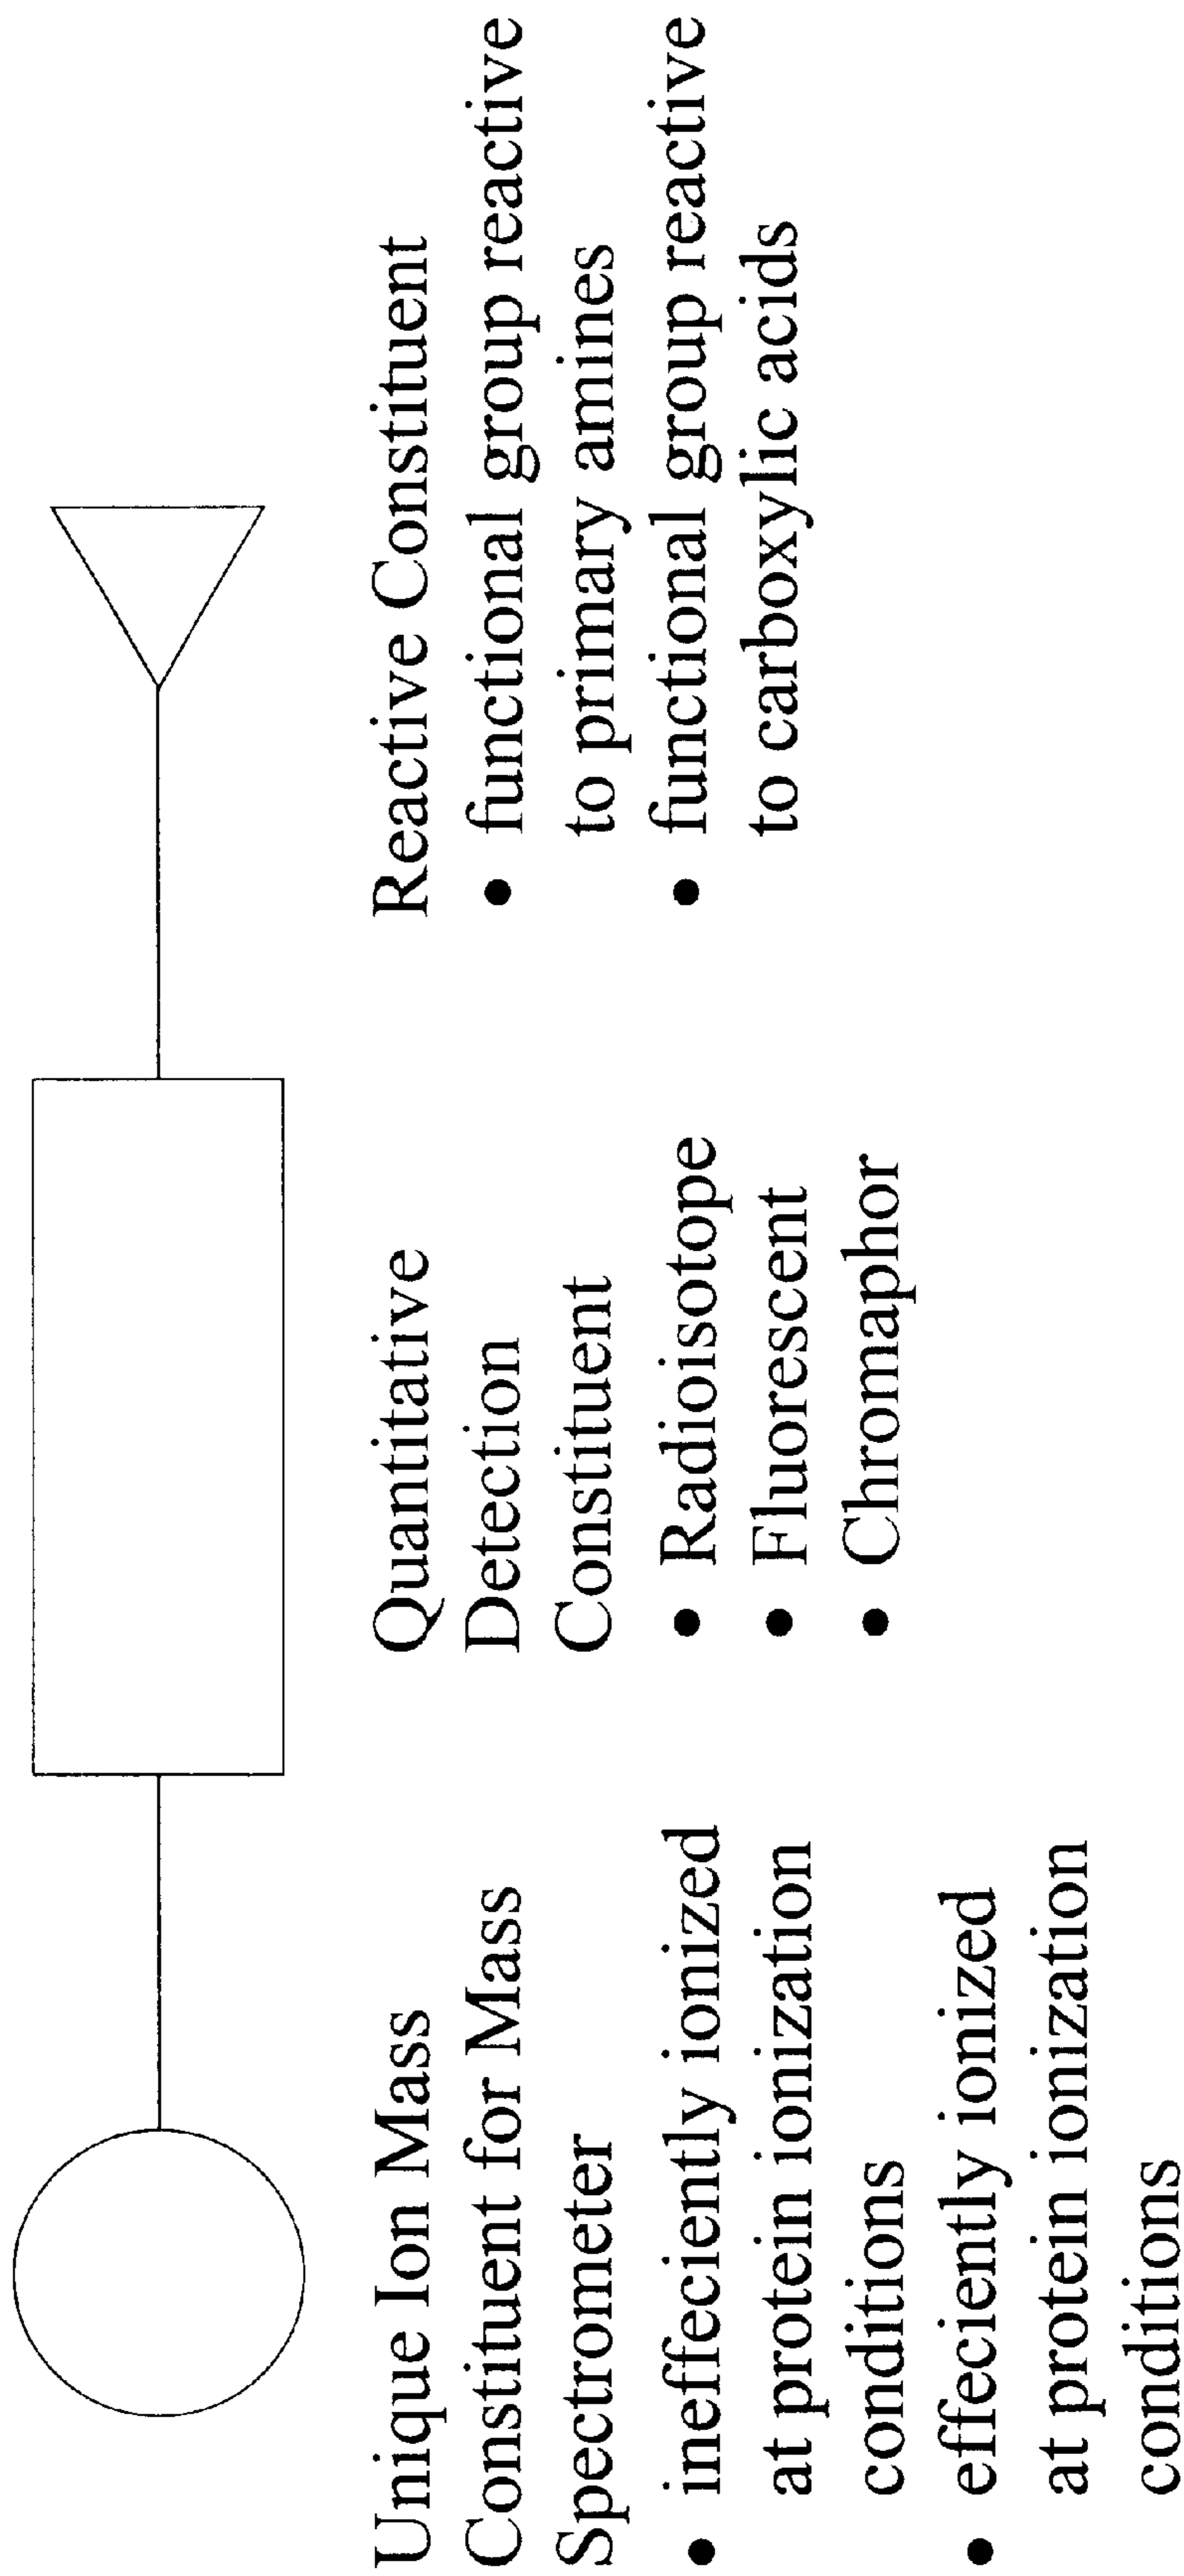 Unique Ion Mass
Constituent for Mass
Spectrometer
• ineffeciently ionized
at protein ionization
conditions
• effeciently ionized
at protein ionization
conditions
Quantitative
Detection
Constituent
• Radioisotope
• Fluorescent
• Chromaphor
Reactive Constituent
• functional group reactive
to primary amines
• functional group reactive
to carboxylic acids